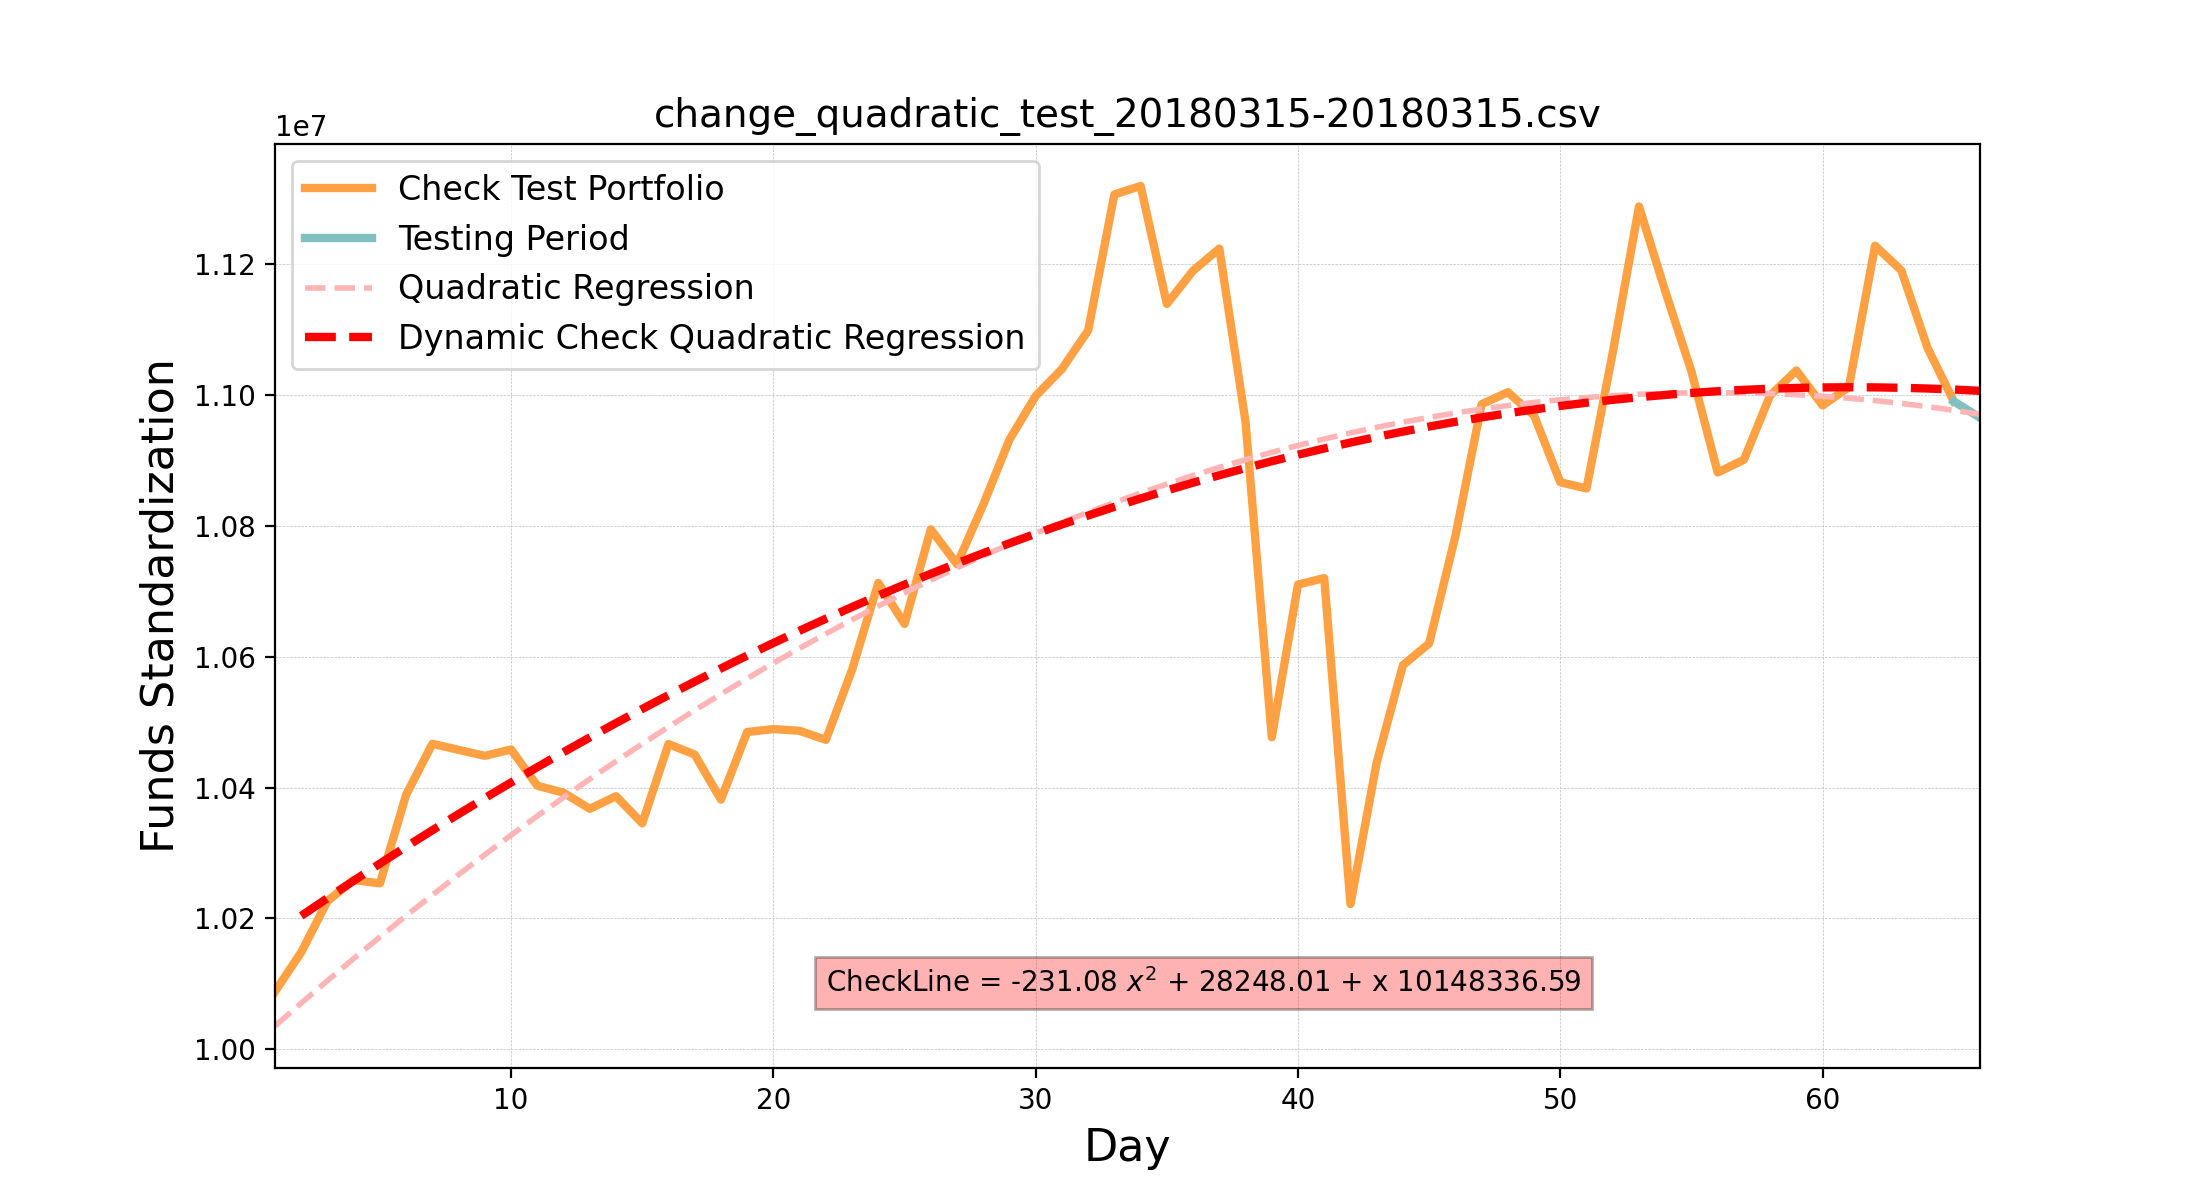 change_quadratic_test_20180315-20180315.csv
1e7
Check Test Portfolio
Testing Period
Quadratic Regression
Dynamic Check Quadratic Regression
1.12
1.10
1.08
1.06
1.04
1.02
1.00
Funds Standardization
CheckLine = -231.08 x² + 28248.01 + x 10148336.59
10 20 30 40 50 60
Day